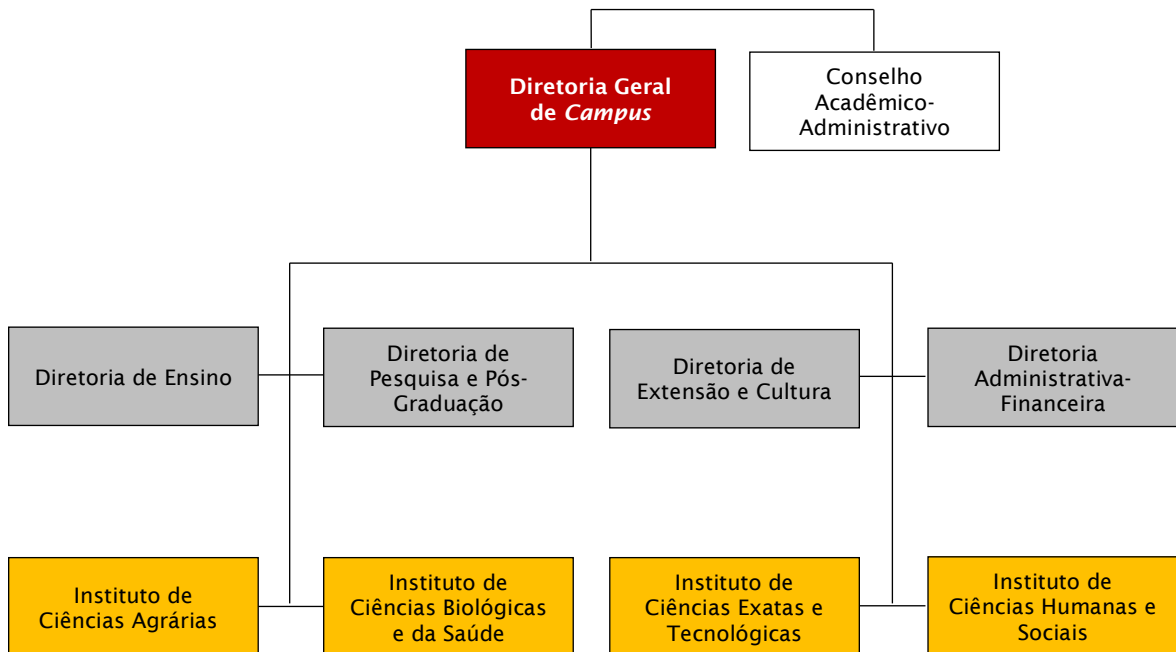 Diretoria Geral
de Campus
Conselho
Acadêmico-
Administrativo
Diretoria de Ensino
Diretoria de
Pesquisa e Pós-
Graduação
Diretoria de
Extensão e Cultura
Diretoria
Administrativa-
Financeira
Instituto de
Ciências Agrárias
Instituto de
Ciências Biológicas
e da Saúde
Instituto de
Ciências Exatas e
Tecnológicas
Instituto de
Ciências Humanas e
Sociais